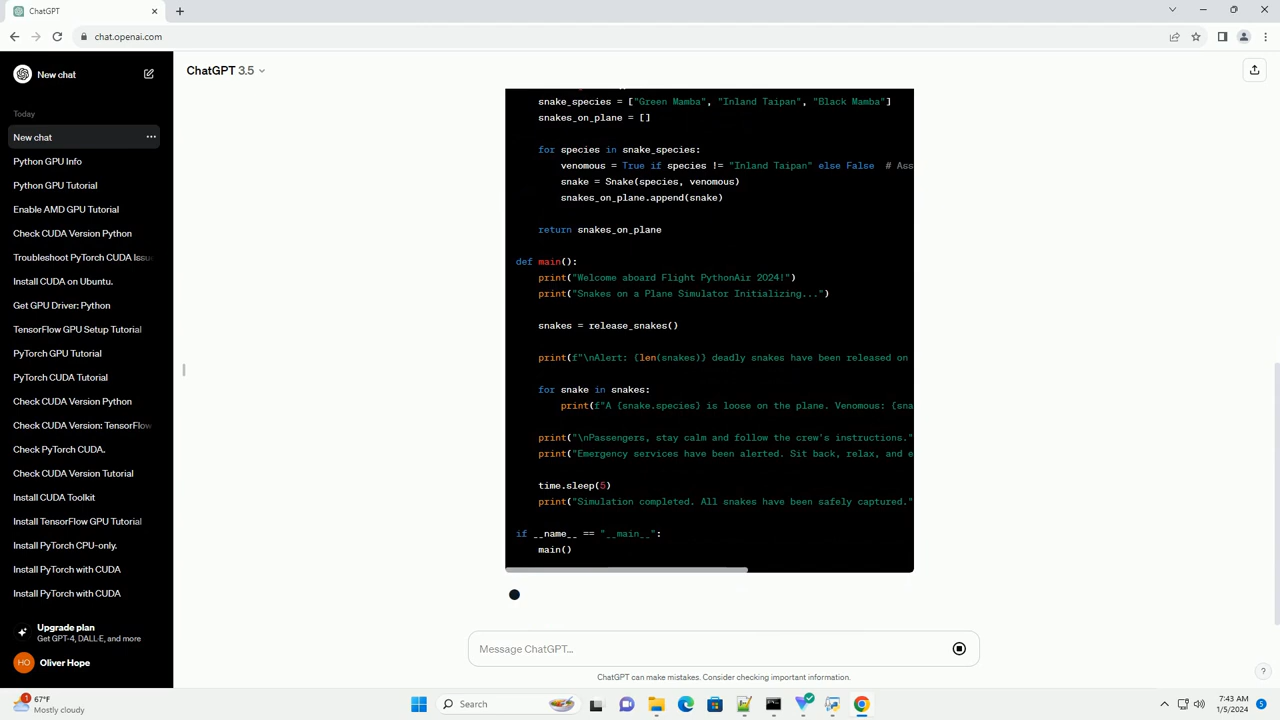 ChatGPT
chat.openai.com
New chat
ChatGPT 3.5
Today
New chat
Python GPU Info
Python GPU Tutorial
Enable AMD GPU Tutorial
Check CUDA Version Python
Troubleshoot PyTorch CUDA Issue
Install CUDA on Ubuntu.
Get GPU Driver: Python
TensorFlow GPU Setup Tutorial
PyTorch GPU Tutorial
PyTorch CUDA Tutorial
Check CUDA Version Python
Check CUDA Version: TensorFlow
Check PyTorch CUDA.
Check CUDA Version Tutorial
Install CUDA Toolkit
Install TensorFlow GPU Tutorial
Install PyTorch CPU-only.
Install PyTorch with CUDA
Install PyTorch with CUDA
Upgrade plan
Get GPT-4, DALL·E, and more
HO Oliver Hope
snake_species = ["Green Mamba", "Inland Taipan", "Black Mamba"]
snakes_on_plane = []
for species in snake_species:
venomous = True if species != "Inland Taipan" else False # Ass
snake = Snake(species, venomous)
snakes_on_plane.append(snake)
return snakes_on_plane
def main():
print("Welcome aboard Flight PythonAir 2024!")
print("Snakes on a Plane Simulator Initializing...")
snakes = release_snakes()
print(f"\nAlert: {len(snakes)} deadly snakes have been released on
for snake in snakes:
print(f"A {snake.species} is loose on the plane. Venomous: {sna
print("\nPassengers, stay calm and follow the crew's instructions."
print("Emergency services have been alerted. Sit back, relax, and e
time.sleep(5)
print("Simulation completed. All snakes have been safely captured."
if __name__ == "__main__":
main()
Message ChatGPT...
ChatGPT can make mistakes. Consider checking important information.
?
1
67°F
Mostly cloudy
Search
7:43 AM
1/5/2024
5